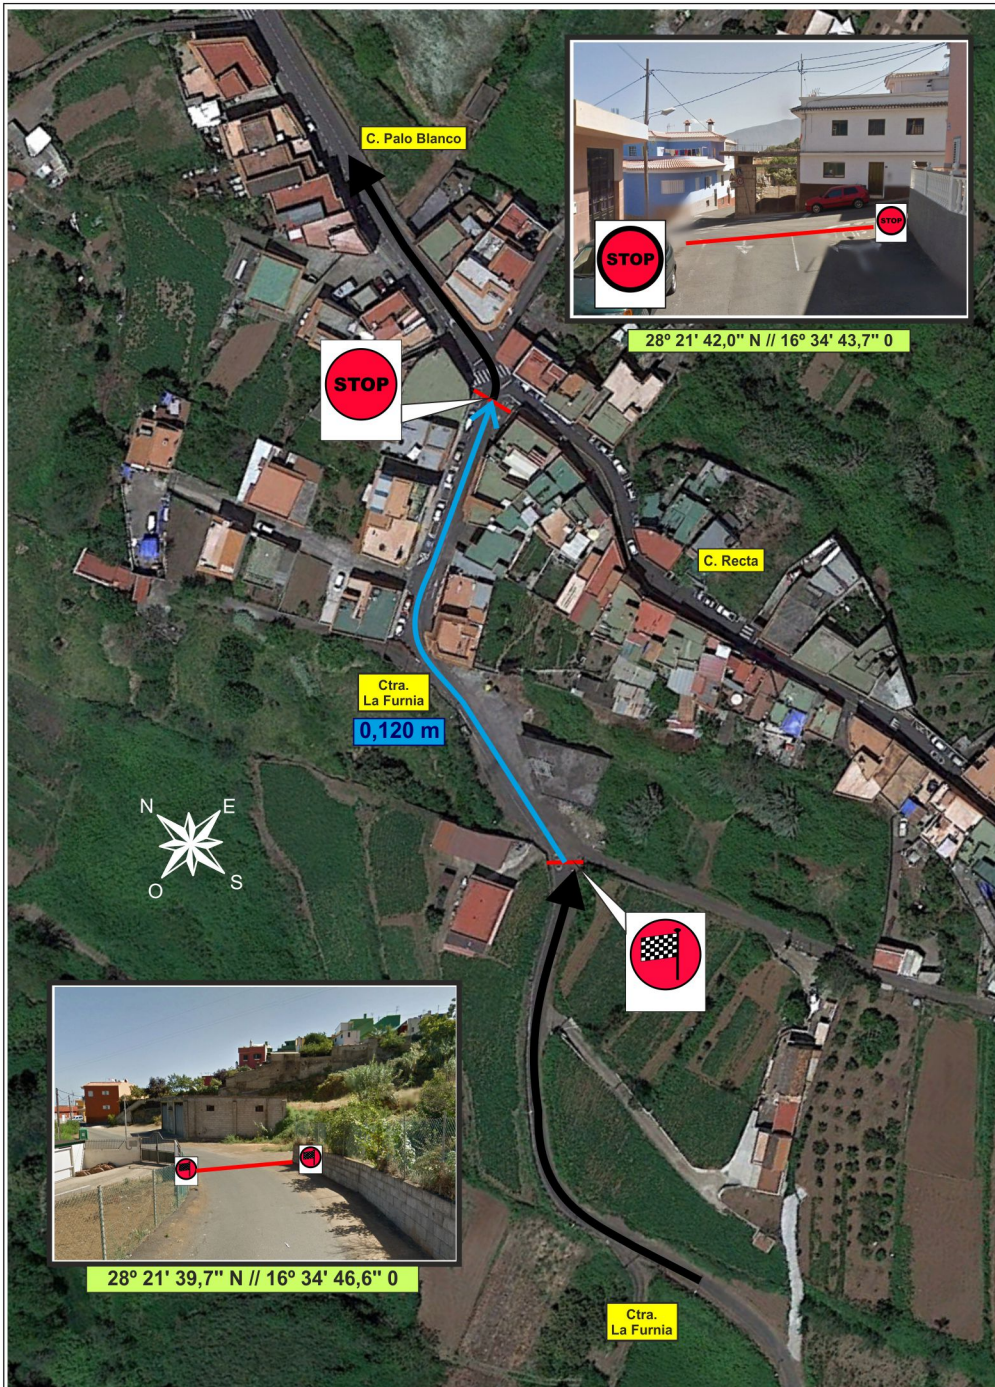 C. Palo Blanco
STOP
STOP
28º 21' 42,0" N // 16º 34' 43,7" 0
STOP
C. Recta
Ctra.
La Furnia
0,120 m
N
E
O
S
28º 21' 39,7" N // 16º 34' 46,6" 0
Ctra.
La Furnia